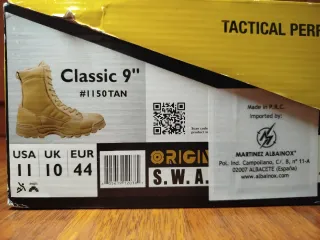 TACTICAL PERF
Classic 9"
#1150TAN
USA UK EUR
11 10 44
ORIGIN
S.W.A.
Made in P.R.C.
Imported by:
MARTINEZ ALBAINOX®
Pol. Ind. Campollano, C/. B, nº 11-A
02007 ALBACETE (España)
www.albainox.com